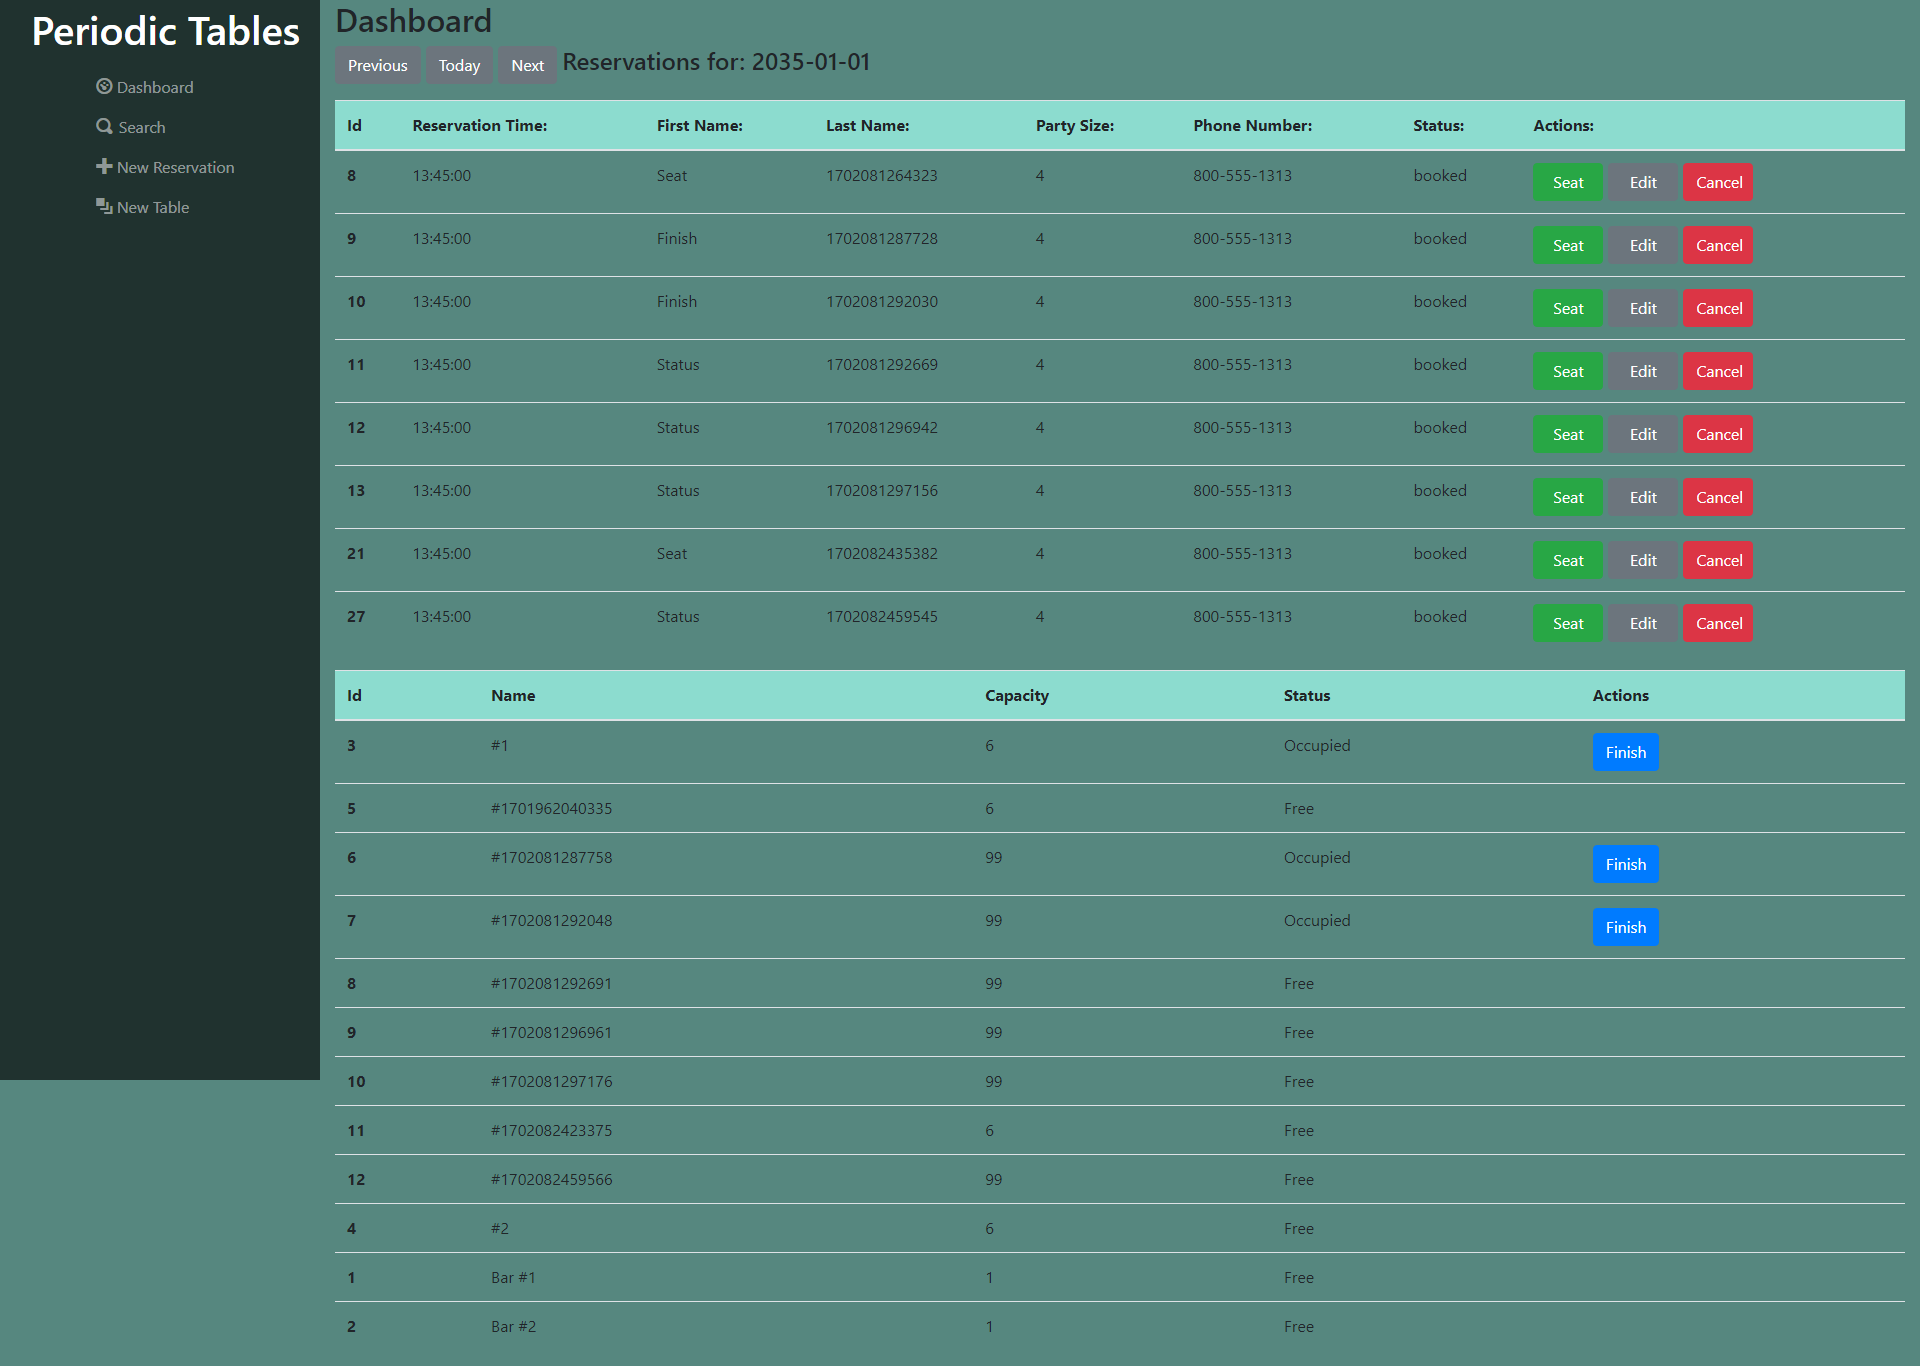 Periodic Tables
Dashboard
Search
New Reservation
New Table
Dashboard
Previous Today Next Reservations for: 2035-01-01
Id Reservation Time: First Name: Last Name: Party Size: Phone Number: Status: Actions:
8 13:45:00 Seat 1702081264323 4 800-555-1313 booked Seat Edit Cancel
9 13:45:00 Finish 1702081287728 4 800-555-1313 booked Seat Edit Cancel
10 13:45:00 Finish 1702081292030 4 800-555-1313 booked Seat Edit Cancel
11 13:45:00 Status 1702081292669 4 800-555-1313 booked Seat Edit Cancel
12 13:45:00 Status 1702081296942 4 800-555-1313 booked Seat Edit Cancel
13 13:45:00 Status 1702081297156 4 800-555-1313 booked Seat Edit Cancel
21 13:45:00 Seat 1702082435382 4 800-555-1313 booked Seat Edit Cancel
27 13:45:00 Status 1702082459545 4 800-555-1313 booked Seat Edit Cancel
Id Name Capacity Status Actions
3 #1 6 Occupied Finish
5 #1701962040335 6 Free
6 #1702081287758 99 Occupied Finish
7 #1702081292048 99 Occupied Finish
8 #1702081292691 99 Free
9 #1702081296961 99 Free
10 #1702081297176 99 Free
11 #1702082423375 6 Free
12 #1702082459566 99 Free
4 #2 6 Free
1 Bar #1 1 Free
2 Bar #2 1 Free